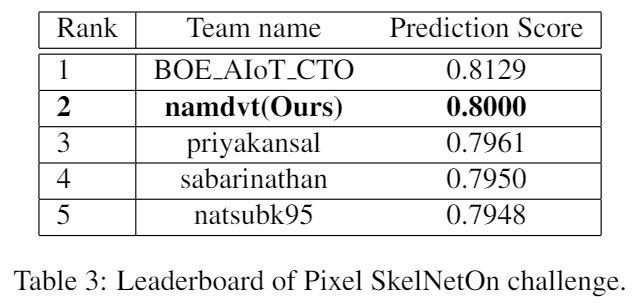 Rank Team name Prediction Score
1 BOE_AIoT_CTO 0.8129
2 namdvt(Ours) 0.8000
3 priyakansal 0.7961
4 sabarinathan 0.7950
5 natsubk95 0.7948
Table 3: Leaderboard of Pixel SkelNetOn challenge.